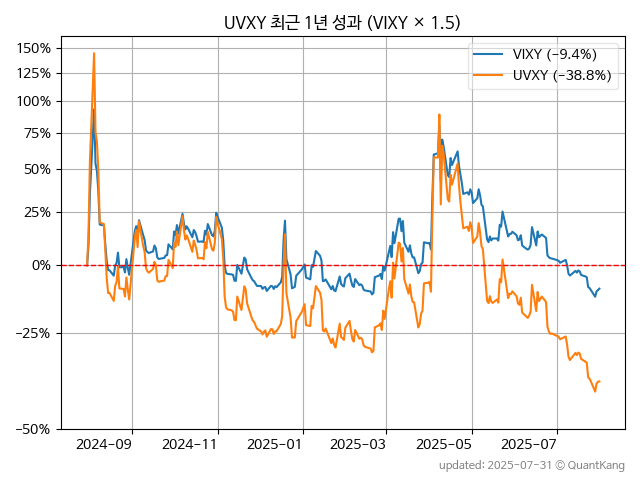 UVXY 최근 1년 성과 (VIXY × 1.5)
VIXY (−9.4%)
UVXY (−38.8%)
150%
125%
100%
75%
50%
25%
0%
−25%
−50%
2024-09 2024-11 2025-01 2025-03 2025-05 2025-07
updated: 2025-07-31 © QuantKang